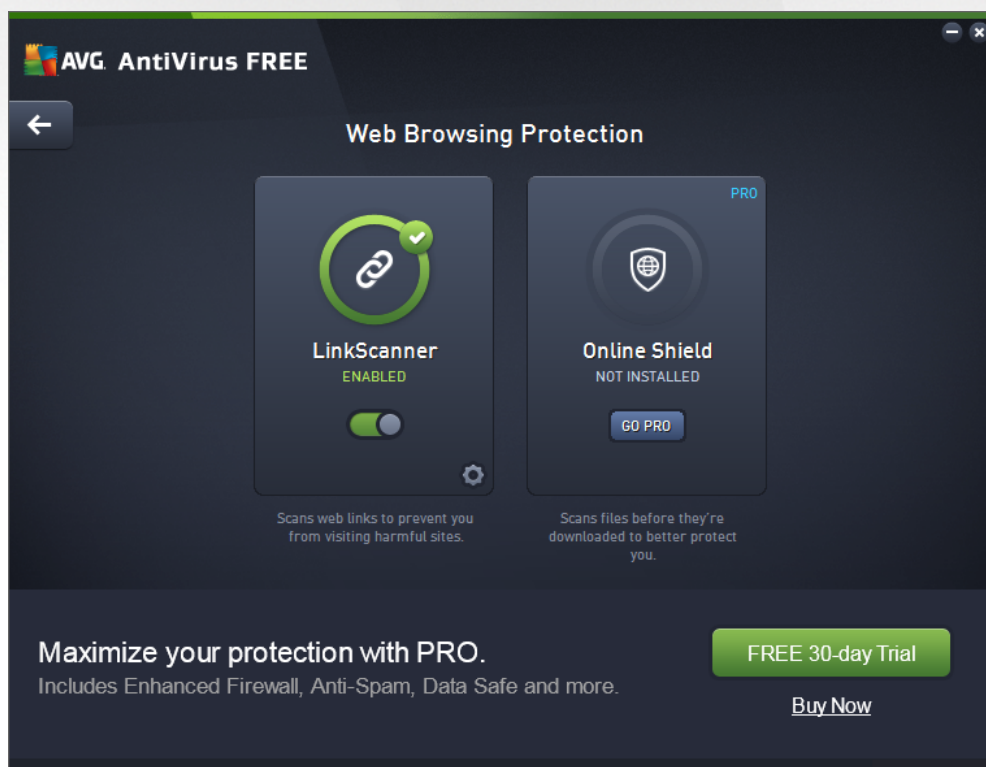 AVG. AntiVirus FREE
Web Browsing Protection
PRO
LinkScanner
ENABLED
Scans web links to prevent you
from visiting harmful sites.
Online Shield
NOT INSTALLED
GO PRO
Scans files before they're
downloaded to better protect
you.
Maximize your protection with PRO.
Includes Enhanced Firewall, Anti-Spam, Data Safe and more.
FREE 30-day Trial
Buy Now